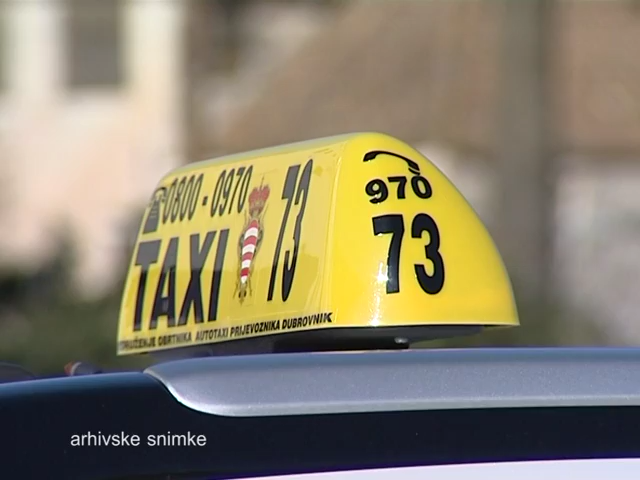 0800 - 0970
TAXI
73
UDRUŽENJE OBRTNIKA AUTOTAXI PRIJEVOZNIKA DUBROVNIK
970
73
arhivske snimke